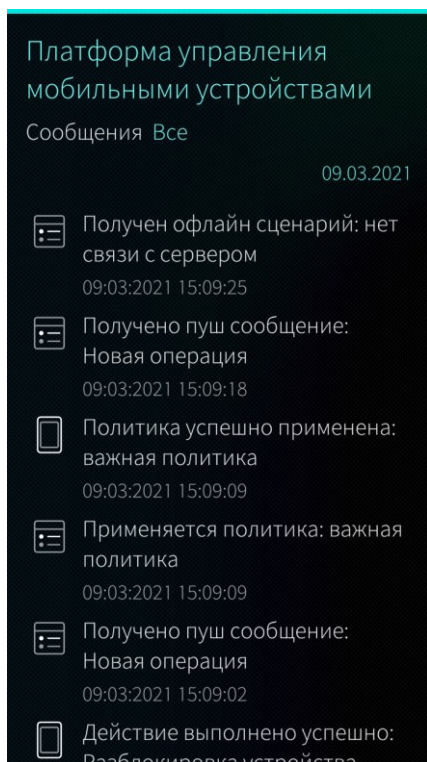 Платформа управления
мобильными устройствами
Сообщения Все
09.03.2021
Получен офлайн сценарий: нет
связи с сервером
09:03:2021 15:09:25
Получено пуш сообщение:
Новая операция
09:03:2021 15:09:18
Политика успешно применена:
важная политика
09:03:2021 15:09:09
Применяется политика: важная
политика
09:03:2021 15:09:09
Получено пуш сообщение:
Новая операция
09:03:2021 15:09:02
Действие выполнено успешно:
Разблокировка устройства